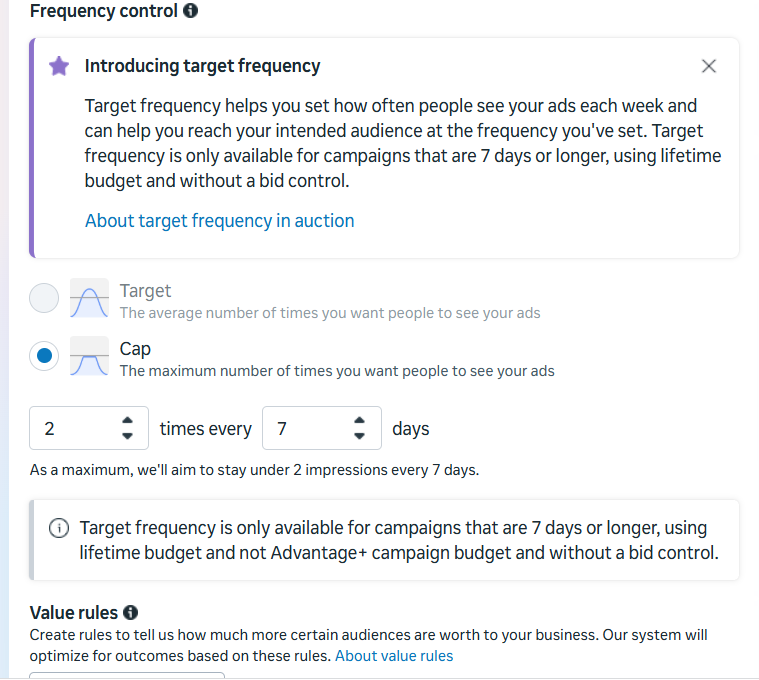 Frequency control
Introducing target frequency
Target frequency helps you set how often people see your ads each week and
can help you reach your intended audience at the frequency you've set. Target
frequency is only available for campaigns that are 7 days or longer, using lifetime
budget and without a bid control.
About target frequency in auction
Target
The average number of times you want people to see your ads
Cap
The maximum number of times you want people to see your ads
2 times every 7 days
As a maximum, we'll aim to stay under 2 impressions every 7 days.
Target frequency is only available for campaigns that are 7 days or longer, using
lifetime budget and not Advantage+ campaign budget and without a bid control.
Value rules
Create rules to tell us how much more certain audiences are worth to your business. Our system will
optimize for outcomes based on these rules. About value rules